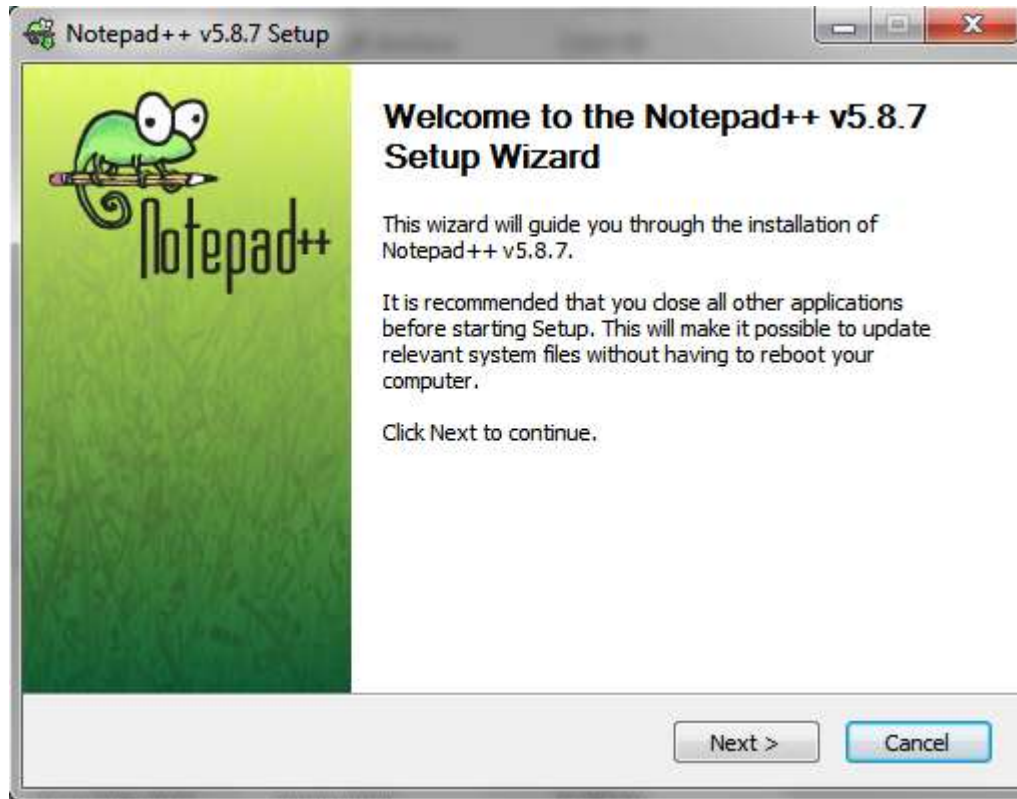 Notepad++ v5.8.7 Setup
Notepad++
Welcome to the Notepad++ v5.8.7
Setup Wizard
This wizard will guide you through the installation of
Notepad++ v5.8.7.
It is recommended that you close all other applications
before starting Setup. This will make it possible to update
relevant system files without having to reboot your
computer.
Click Next to continue.
Next >
Cancel